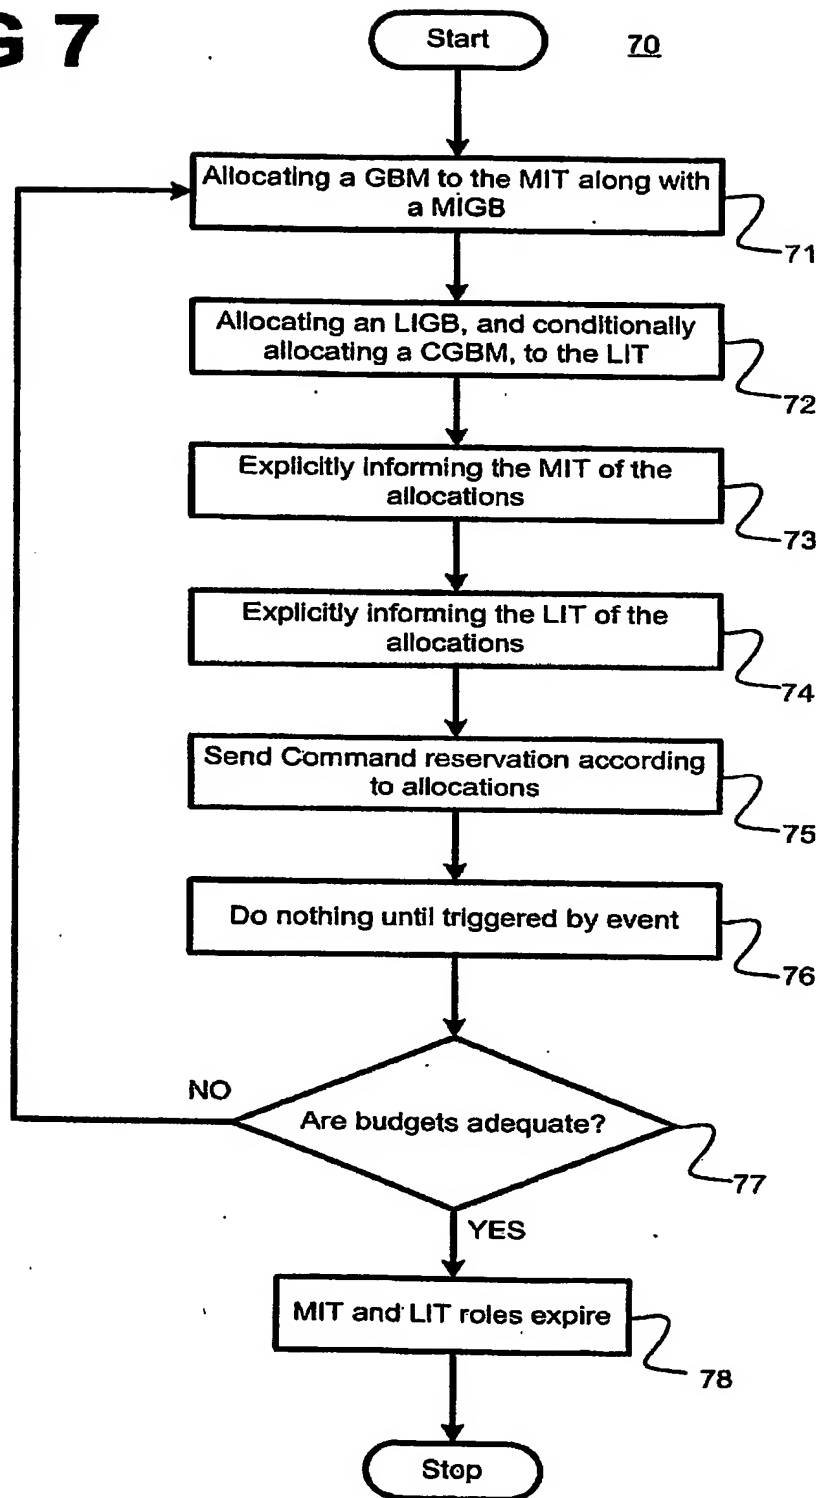 G 7
Start
70
Allocating a GBM to the MIT along with
a MIGB
71
Allocating an LIGB, and conditionally
allocating a CGBM, to the LIT
72
Explicitly informing the MIT of the
allocations
73
Explicitly informing the LIT of the
allocations
74
Send Command reservation according
to allocations
75
Do nothing until triggered by event
76
NO
Are budgets adequate?
77
YES
MIT and LIT roles expire
78
Stop